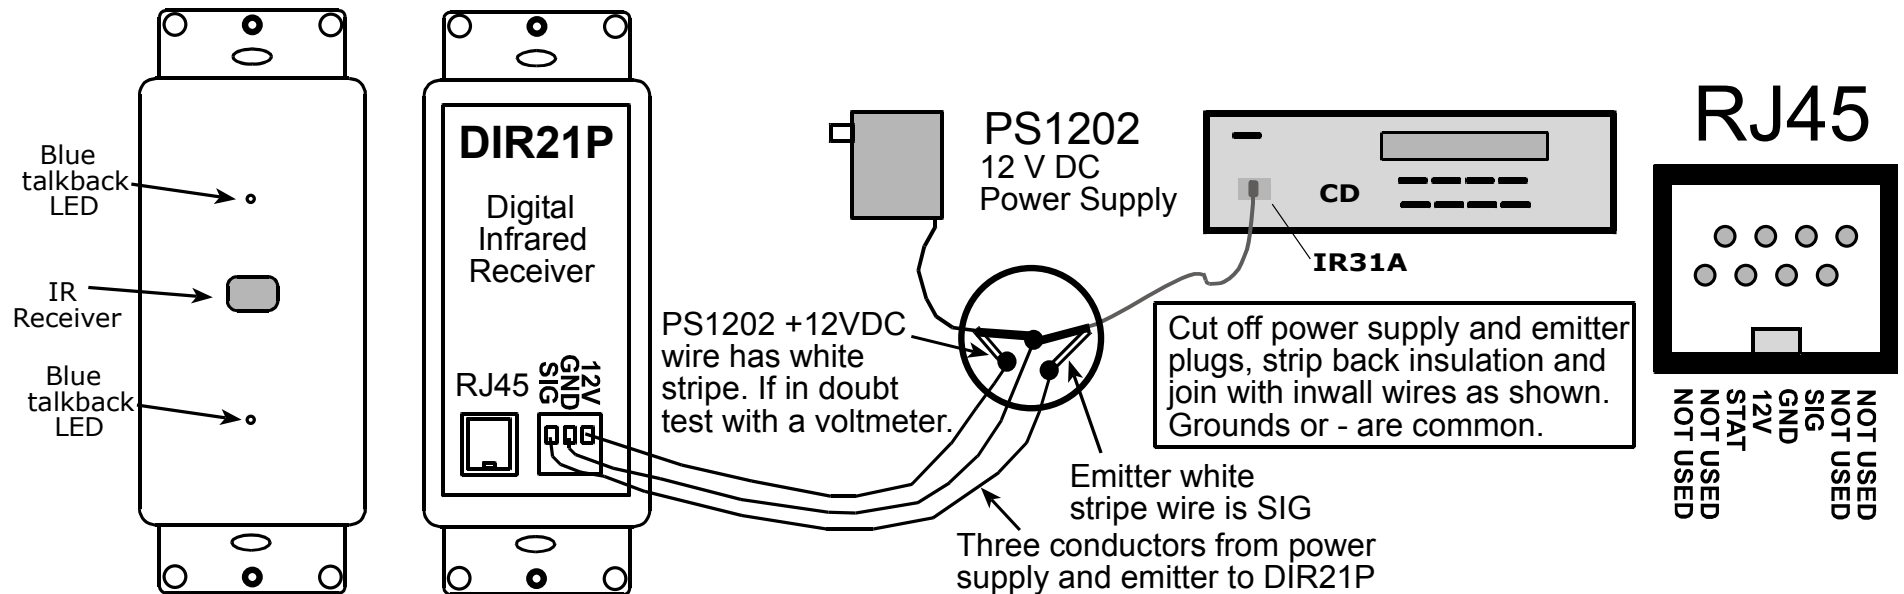 Blue
talkback
LED
IR
Receiver
Blue
talkback
LED
DIR21P
Digital
Infrared
Receiver
RJ45
SIG
GND
12V
PS1202
12 V DC
Power Supply
CD
IR31A
PS1202 +12VDC
wire has white
stripe. If in doubt
test with a voltmeter.
Cut off power supply and emitter
plugs, strip back insulation and
join with inwall wires as shown.
Grounds or - are common.
Emitter white
stripe wire is SIG
Three conductors from power
supply and emitter to DIR21P
RJ45
NOT USED
NOT USED
STAT
12V
GND
SIG
NOT USED
NOT USED